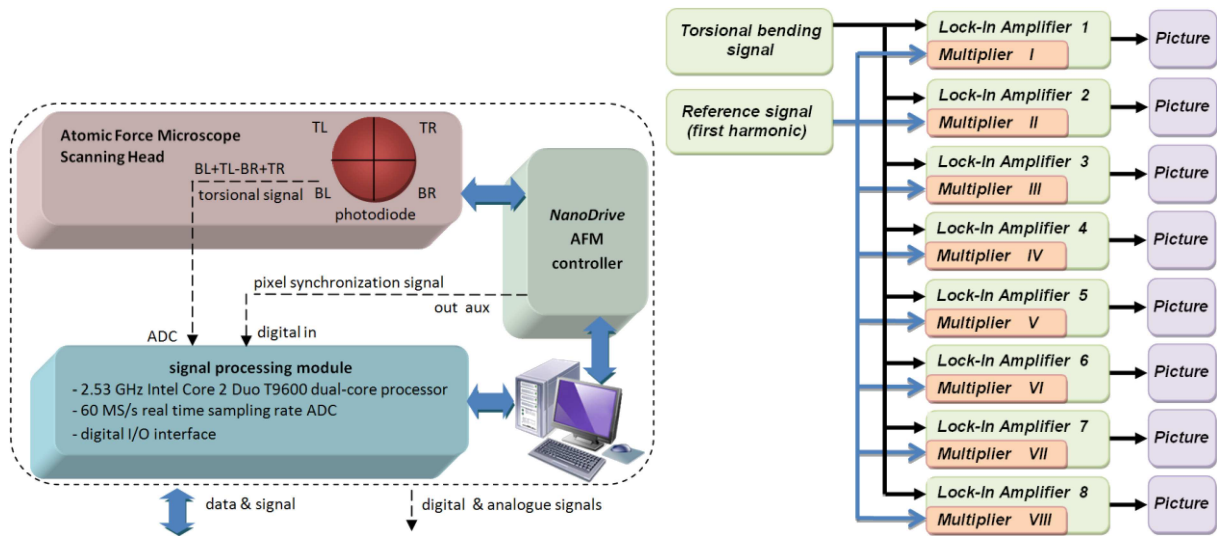 Atomic Force Microscope
Scanning Head
TL
TR
BL+TL-BR+TR
torsional signal
BL
BR
photodiode
NanoDrive
AFM
controller
pixel synchronization signal
out aux
ADC
digital in
signal processing module
- 2.53 GHz Intel Core 2 Duo T9600 dual-core processor
- 60 MS/s real time sampling rate ADC
- digital I/O interface
data & signal
digital & analogue signals
Torsional bending
signal
Reference signal
(first harmonic)
Lock-In Amplifier 1
Multiplier I
Picture
Lock-In Amplifier 2
Multiplier II
Picture
Lock-In Amplifier 3
Multiplier III
Picture
Lock-In Amplifier 4
Multiplier IV
Picture
Lock-In Amplifier 5
Multiplier V
Picture
Lock-In Amplifier 6
Multiplier VI
Picture
Lock-In Amplifier 7
Multiplier VII
Picture
Lock-In Amplifier 8
Multiplier VIII
Picture